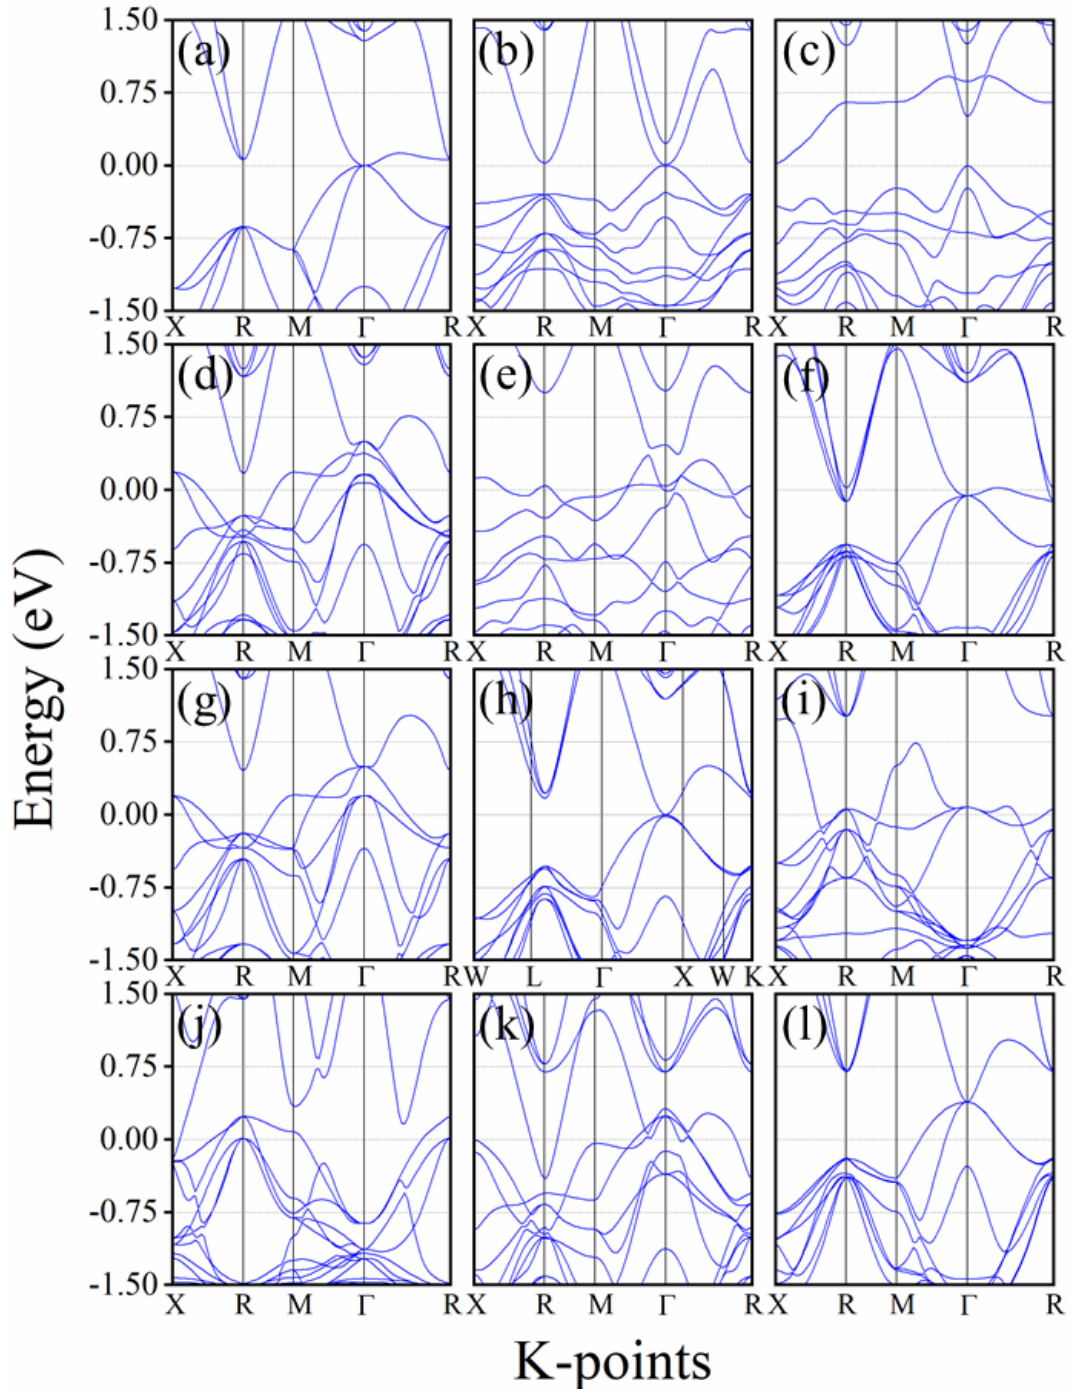 1.50
0.75
0.00
-0.75
-1.50
(a)
(b)
(c)
X R M Γ R X R M Γ R X R M Γ R
1.50
0.75
0.00
-0.75
-1.50
(d)
(e)
(f)
X R M Γ R X R M Γ R X R M Γ R
1.50
0.75
0.00
-0.75
-1.50
(g)
(h)
(i)
X R M Γ R W L Γ X W K X R M Γ R
1.50
0.75
0.00
-0.75
-1.50
(j)
(k)
(l)
X R M Γ R X R M Γ R X R M Γ R
Energy (eV)
K-points